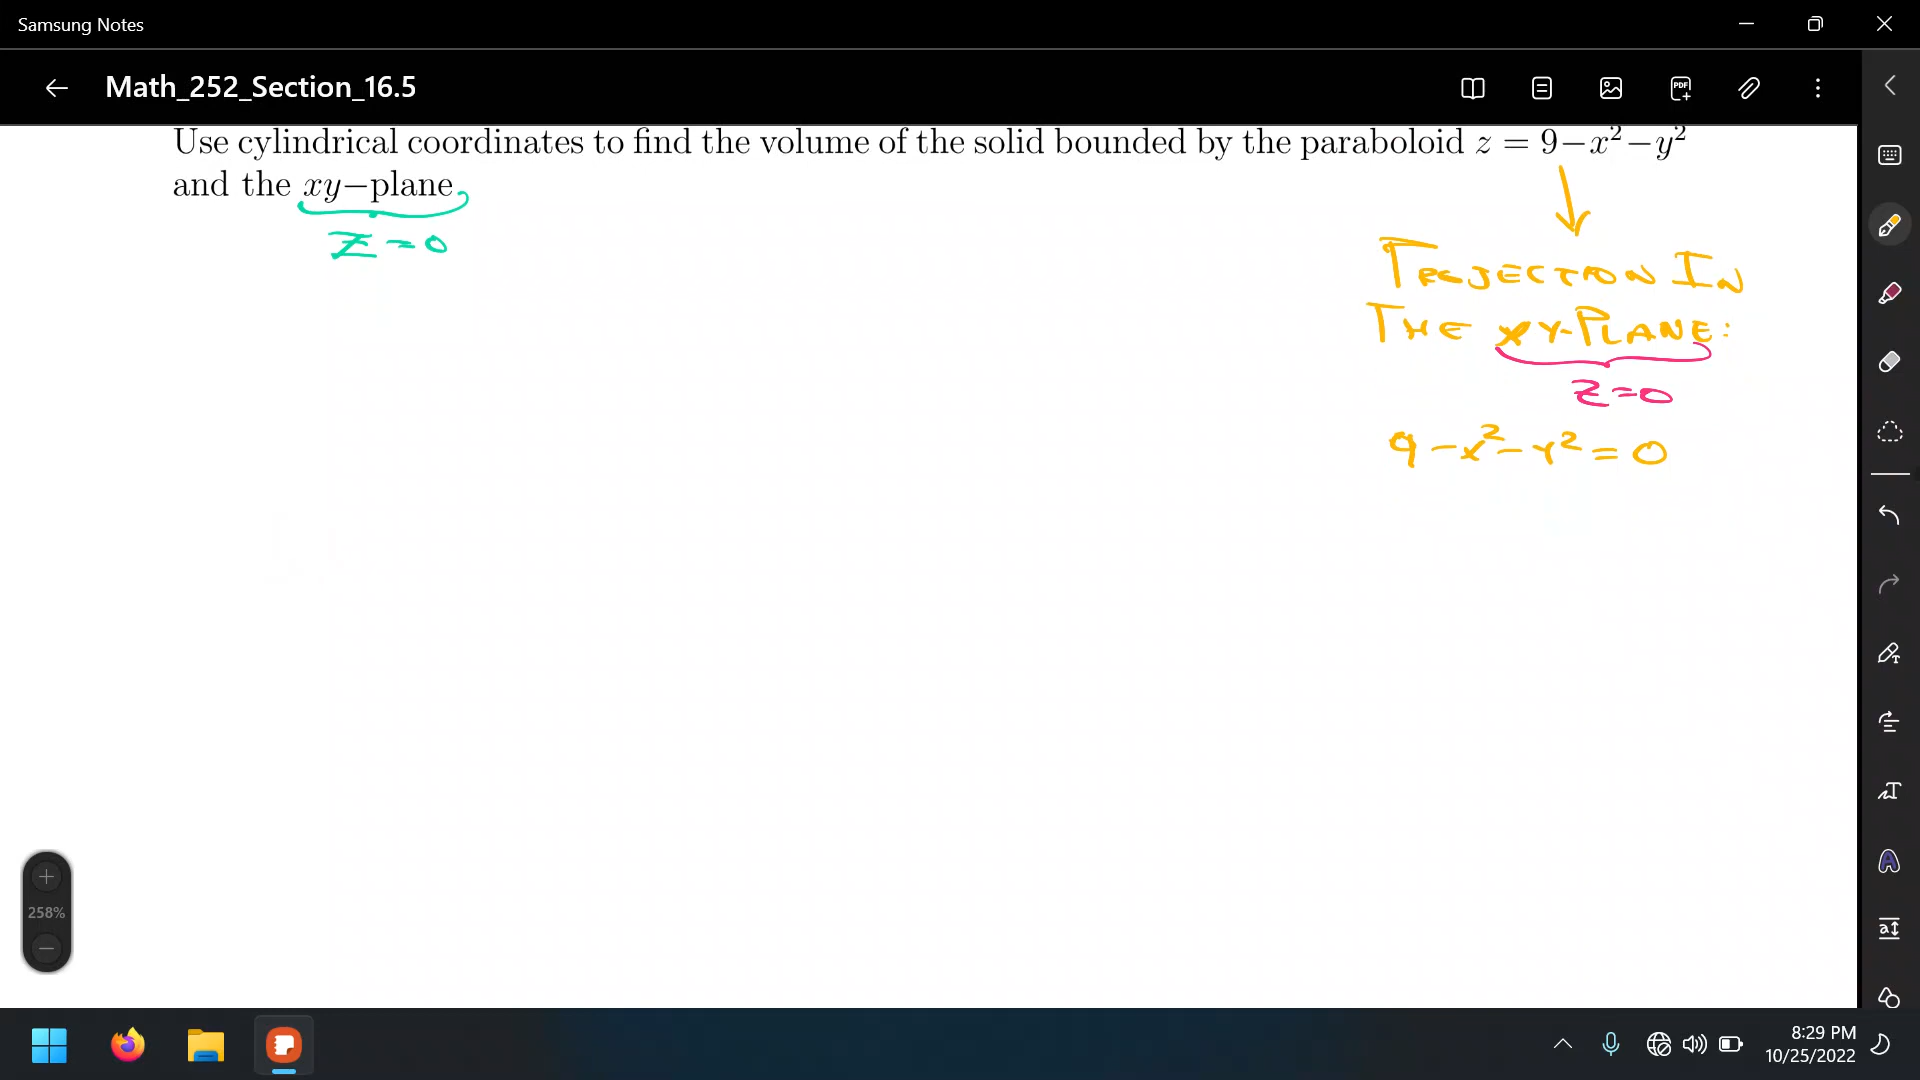 Samsung Notes
Math_252_Section_16.5
Use cylindrical coordinates to find the volume of the solid bounded by the paraboloid z = 9−x²−y²
and the xy−plane.
z = 0
PROJECTION IN
THE XY-PLANE:
z = 0
9 − x² − y² = 0
258%
8:29 PM
10/25/2022